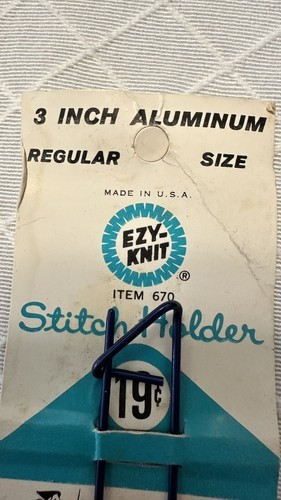 3 INCH ALUMINUM
REGULAR SIZE
MADE IN U.S.A.
EZY-
KNIT
®
ITEM 670
Stitch Holder
19¢